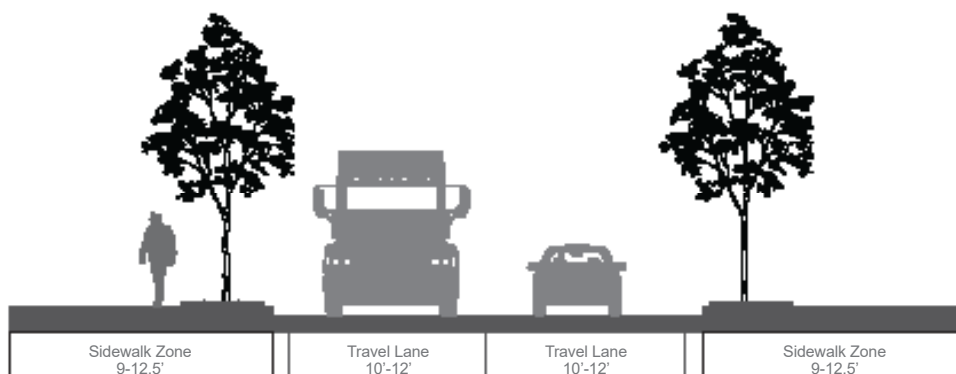 Sidewalk Zone
9-12.5’
Travel Lane
10’-12’
Travel Lane
10’-12’
Sidewalk Zone
9-12.5’